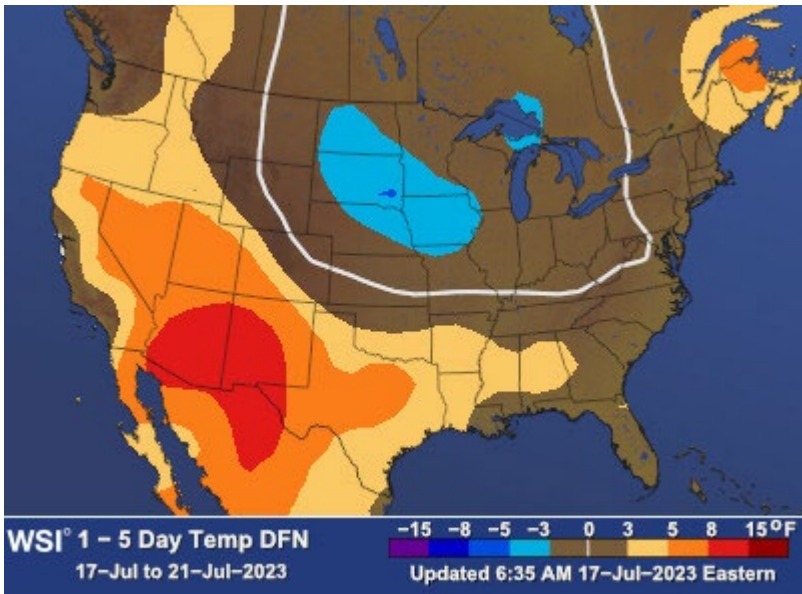 −15 −8 −5 −3 0 3 5 8 15°F
WSI° 1 − 5 Day Temp DFN
17−Jul to 21−Jul−2023
Updated 6:35 AM 17−Jul−2023 Eastern